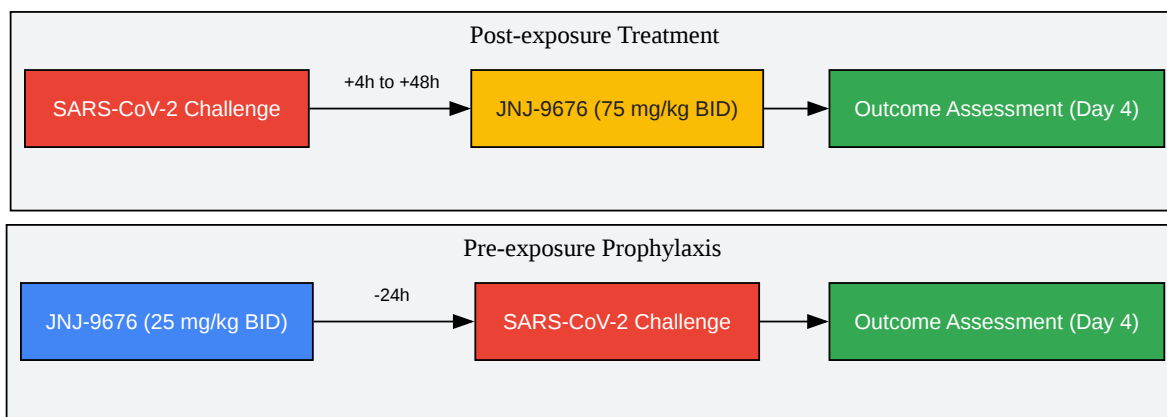 Post-exposure Treatment
SARS-CoV-2 Challenge
+4h to +48h
JNJ-9676 (75 mg/kg BID)
Outcome Assessment (Day 4)
Pre-exposure Prophylaxis
JNJ-9676 (25 mg/kg BID)
-24h
SARS-CoV-2 Challenge
Outcome Assessment (Day 4)